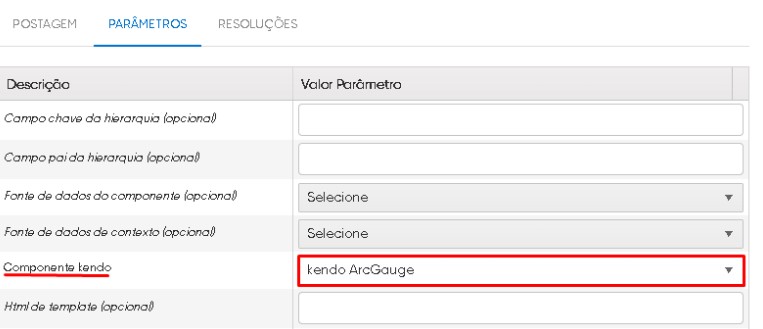 POSTAGEM PARÂMETROS RESOLUÇÕES
Descrição Valor Parâmetro
Campo chave da hierarquia (opcional)
Campo pai da hierarquia (opcional)
Fonte de dados do componente (opcional) Selecione
Fonte de dados de contexto (opcional) Selecione
Componente kendo kendo ArcGauge
Html de template (opcional)